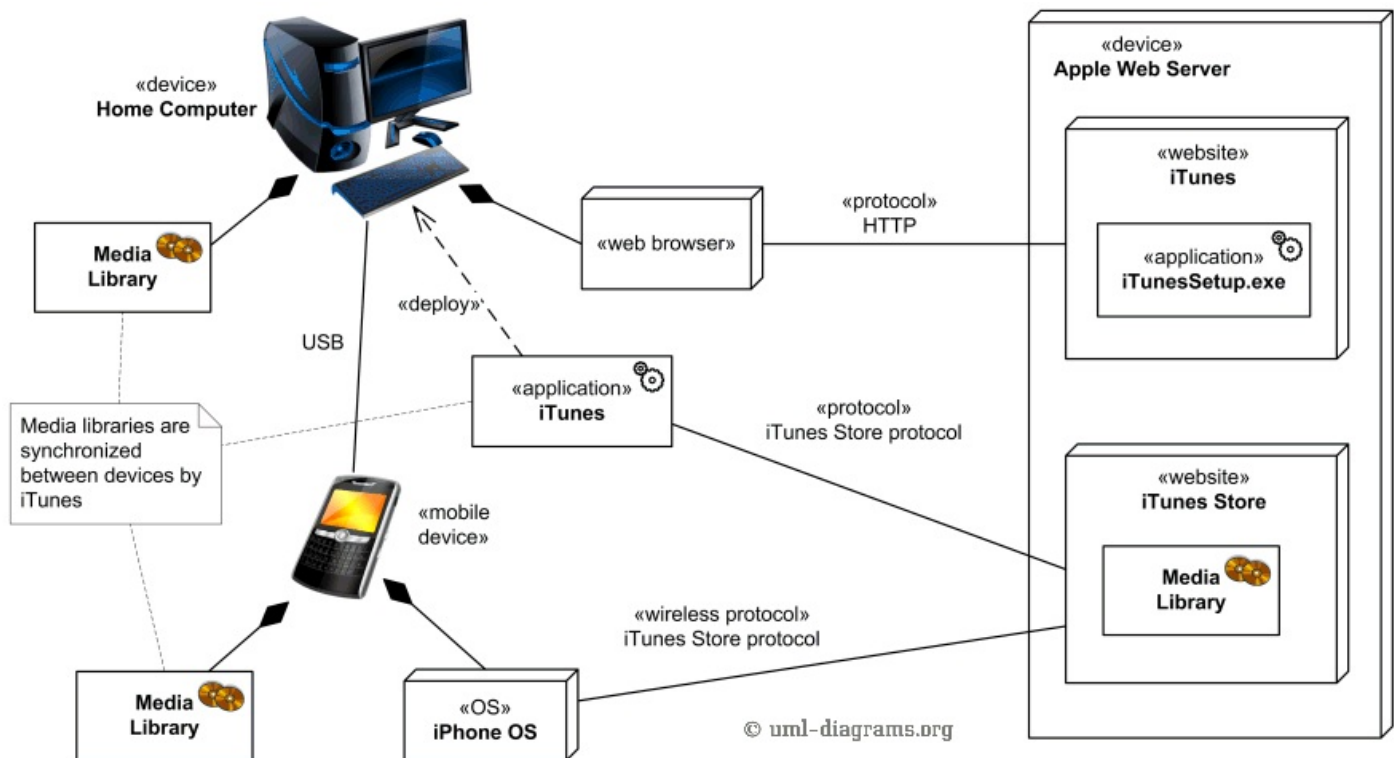 «device»
Home Computer
«device»
Apple Web Server
«website»
iTunes
«application»
iTunesSetup.exe
«protocol»
HTTP
«web browser»
Media
Library
«deploy»
USB
«application»
iTunes
Media libraries are
synchronized
between devices by
iTunes
«protocol»
iTunes Store protocol
«website»
iTunes Store
Media
Library
«mobile
device»
«wireless protocol»
iTunes Store protocol
Media
Library
«OS»
iPhone OS
© uml-diagrams.org